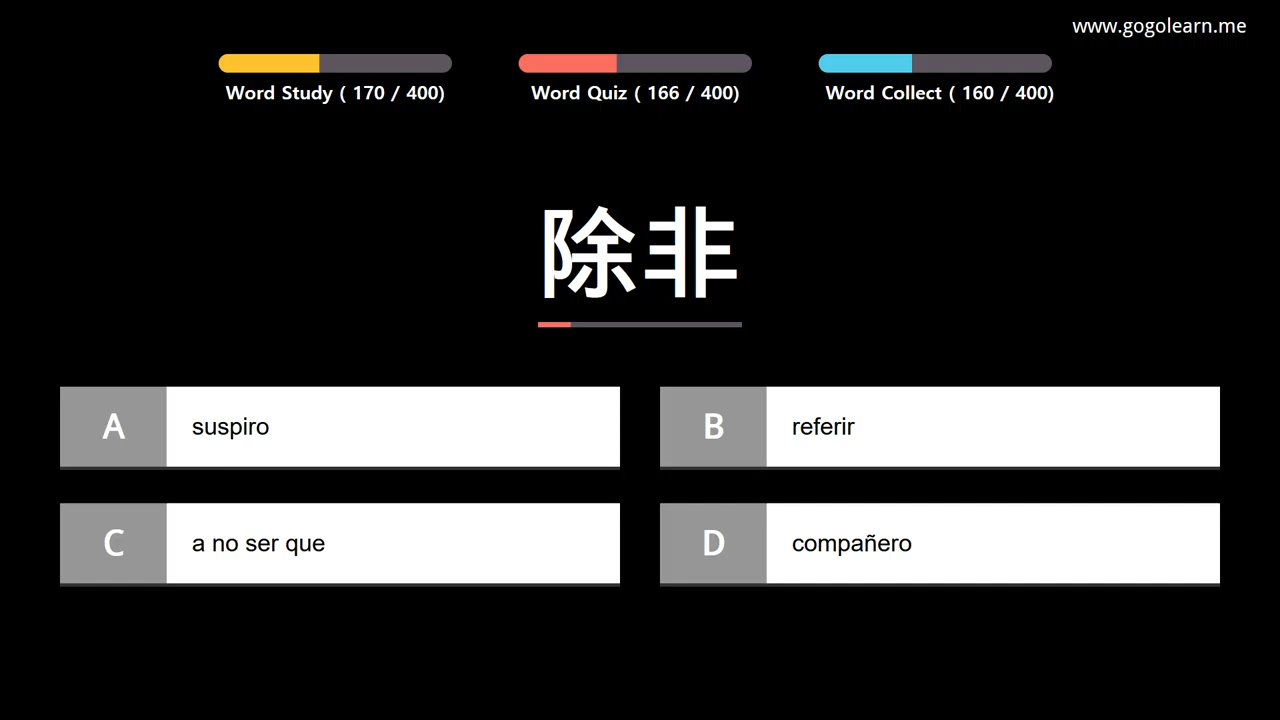 www.gogolearn.me
Word Study ( 170 / 400)
Word Quiz ( 166 / 400)
Word Collect ( 160 / 400)
除非
A suspiro
B referir
C a no ser que
D compañero